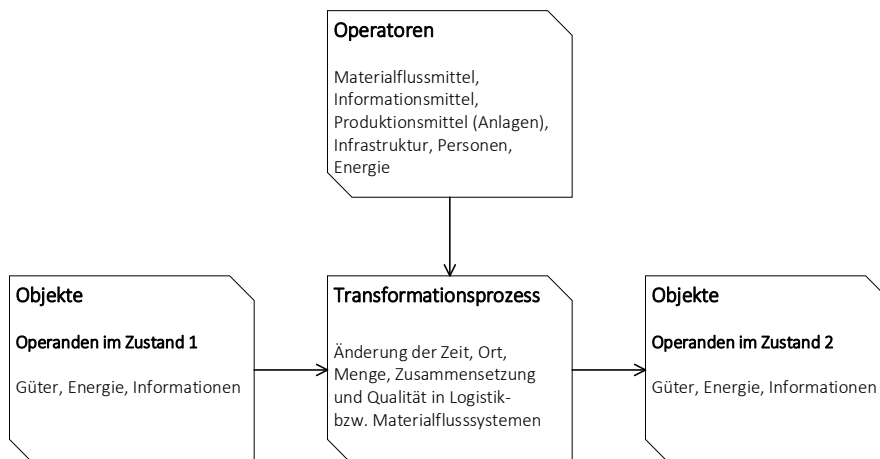 Operatoren
Materialflussmittel,
Informationsmittel,
Produktionsmittel (Anlagen),
Infrastruktur, Personen,
Energie
Objekte
Operanden im Zustand 1
Güter, Energie, Informationen
Transformationsprozess
Änderung der Zeit, Ort,
Menge, Zusammensetzung
und Qualität in Logistik-
bzw. Materialflusssystemen
Objekte
Operanden im Zustand 2
Güter, Energie, Informationen